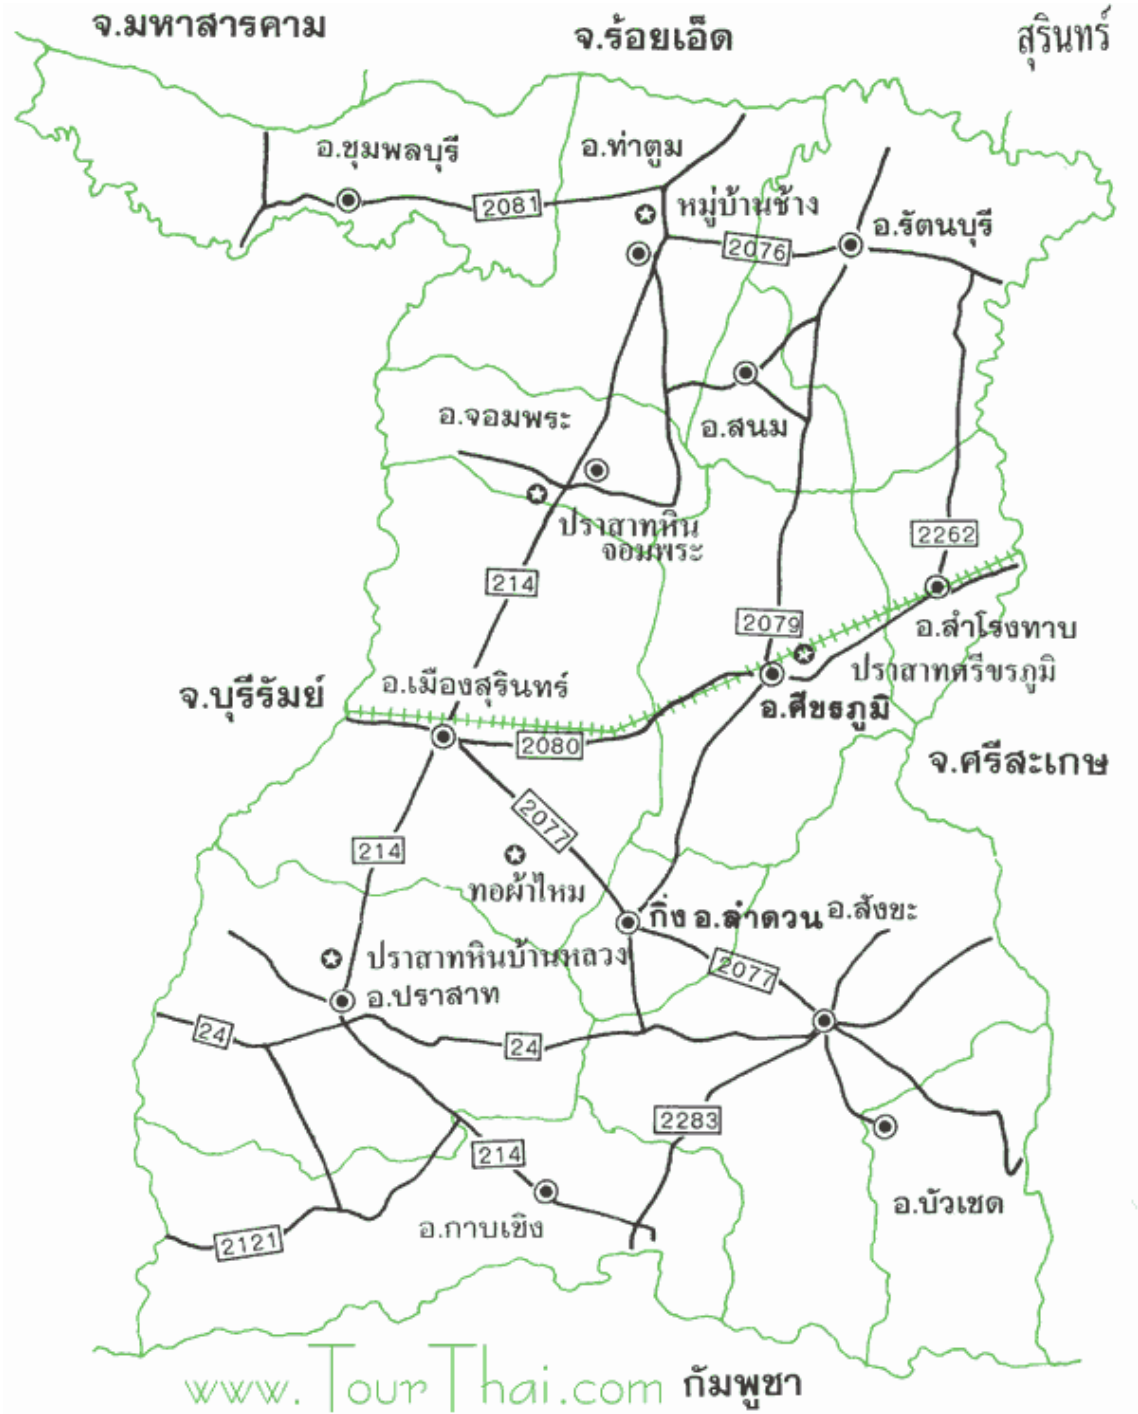 จ.มหาสารคาม
จ.ร้อยเอ็ด
สุรินทร์
อ.ชุมพลบุรี
อ.ท่าตูม
2081
หมู่บ้านช้าง
2076
อ.รัตนบุรี
อ.จอมพระ
อ.สนม
ปราสาทหิน
จอมพระ
2262
214
2079
อ.สำโรงทาบ
ปราสาทศรีขรภูมิ
จ.บุรีรัมย์
อ.เมืองสุรินทร์
อ.ศีขรภูมิ
2080
จ.ศรีสะเกษ
2077
214
ทอผ้าไหม
กิ่ง อ.ลำดวน
อ.สังขะ
ปราสาทหินบ้านหลวง
2077
อ.ปราสาท
24
24
2283
214
อ.บัวเชด
อ.กาบเชิง
2121
www.TourThai.com
กัมพูชา